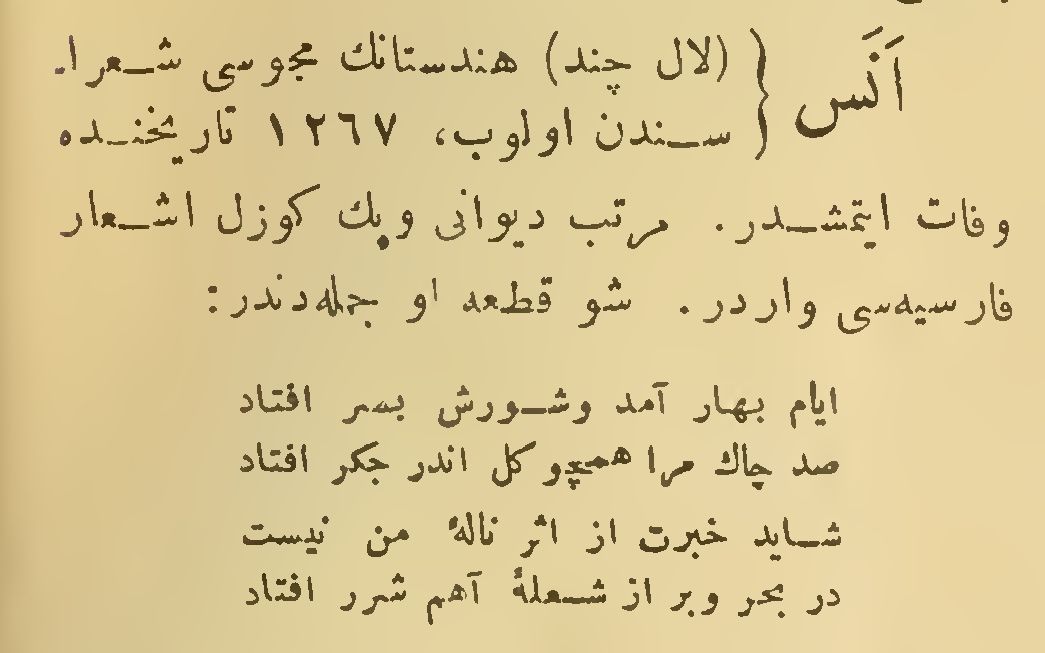 اَنَس { (لال چند) هندستانك مجوسی شعرا-
سندن اولوب، ١٢٦٧ تاریخنده
وفات ایتمشدر. مرتب دیوانی وپك كوزل اشعار
فارسیه‌سی واردر. شو قطعه او جمله‌دندر:
ایام بهار آمد وشورش بسر افتاد
صد چاك مرا همچو كل اندر جكر افتاد
شاید خبرت از اثر نالهٔ من نیست
در بحر وبر از شعلهٔ آهم شرر افتاد